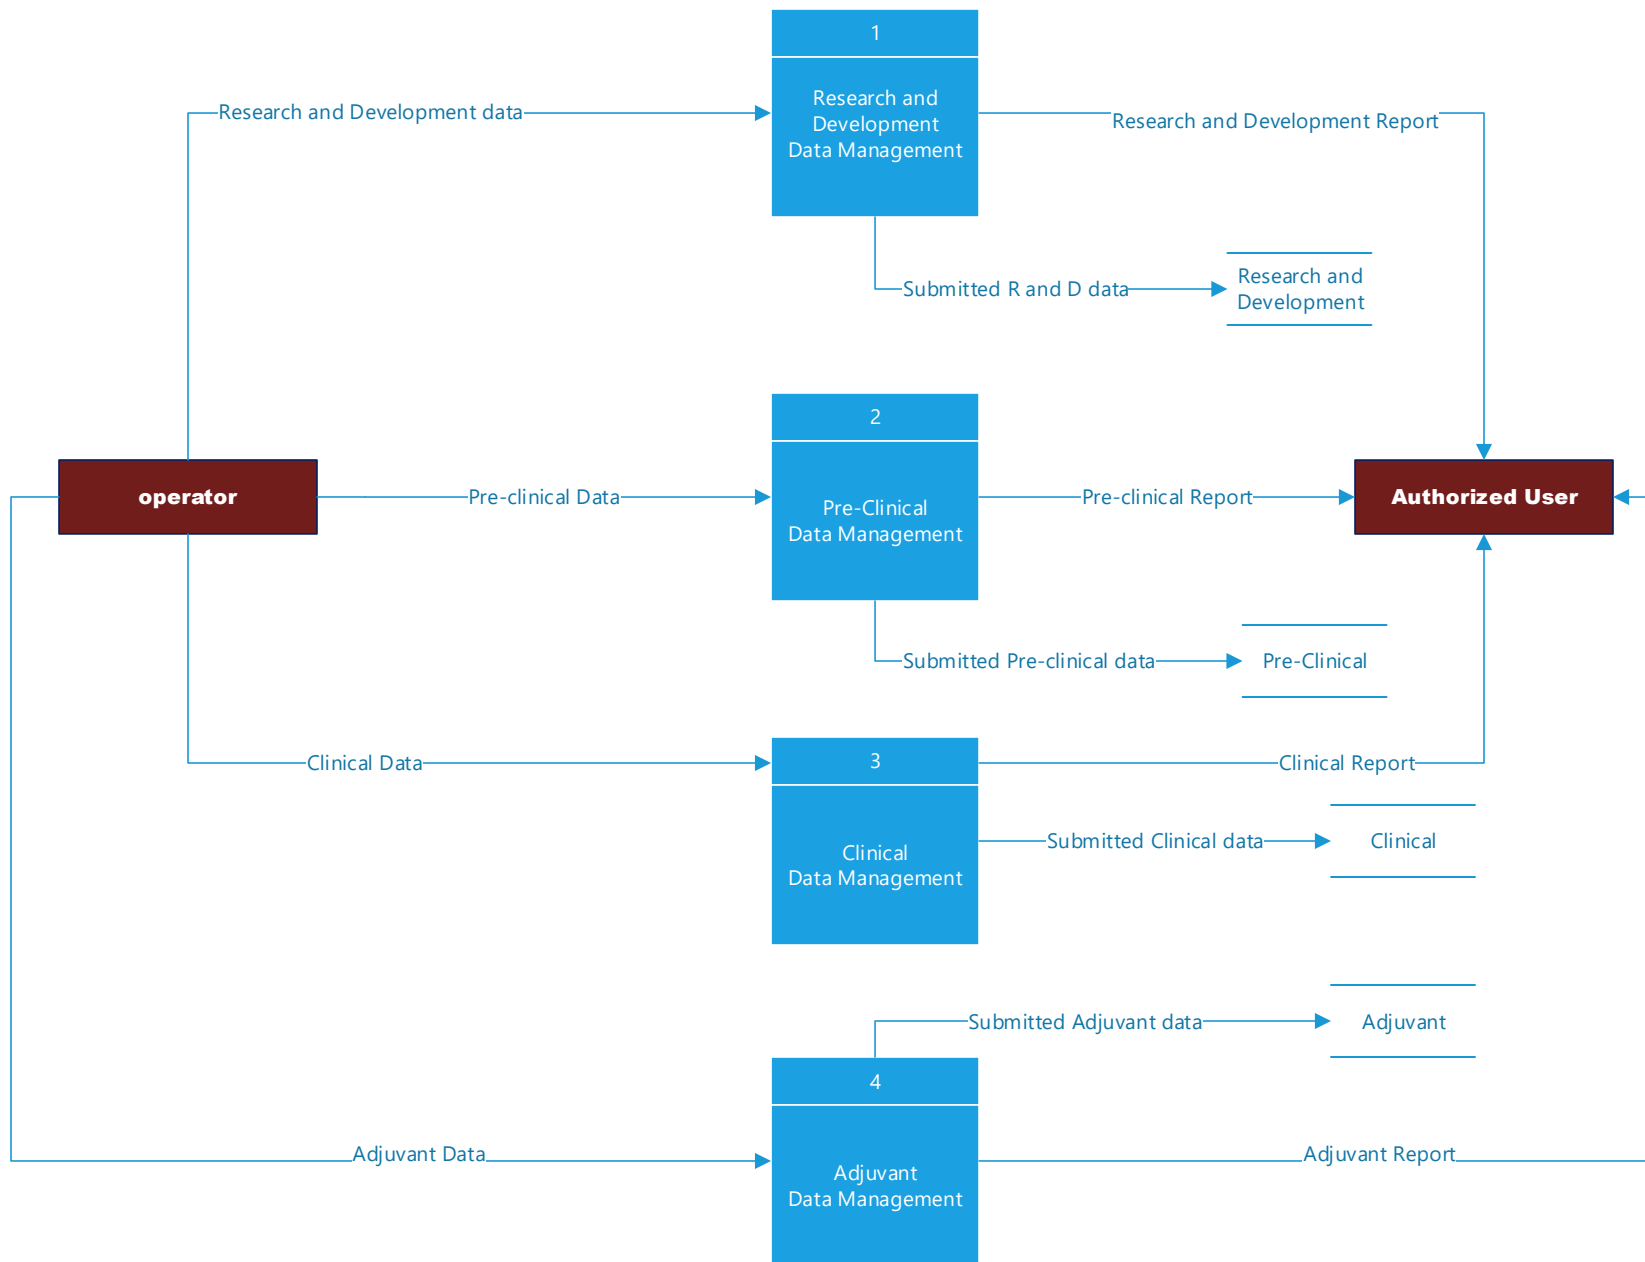 1
Research and
Development
Data Management
Research and Development data
Research and Development Report
Submitted R and D data
Research and
Development
2
Pre-Clinical
Data Management
operator
Pre-clinical Data
Pre-clinical Report
Authorized User
Submitted Pre-clinical data
Pre-Clinical
Clinical Data
3
Clinical
Data Management
Clinical Report
Submitted Clinical data
Clinical
Submitted Adjuvant data
Adjuvant
4
Adjuvant
Data Management
Adjuvant Data
Adjuvant Report